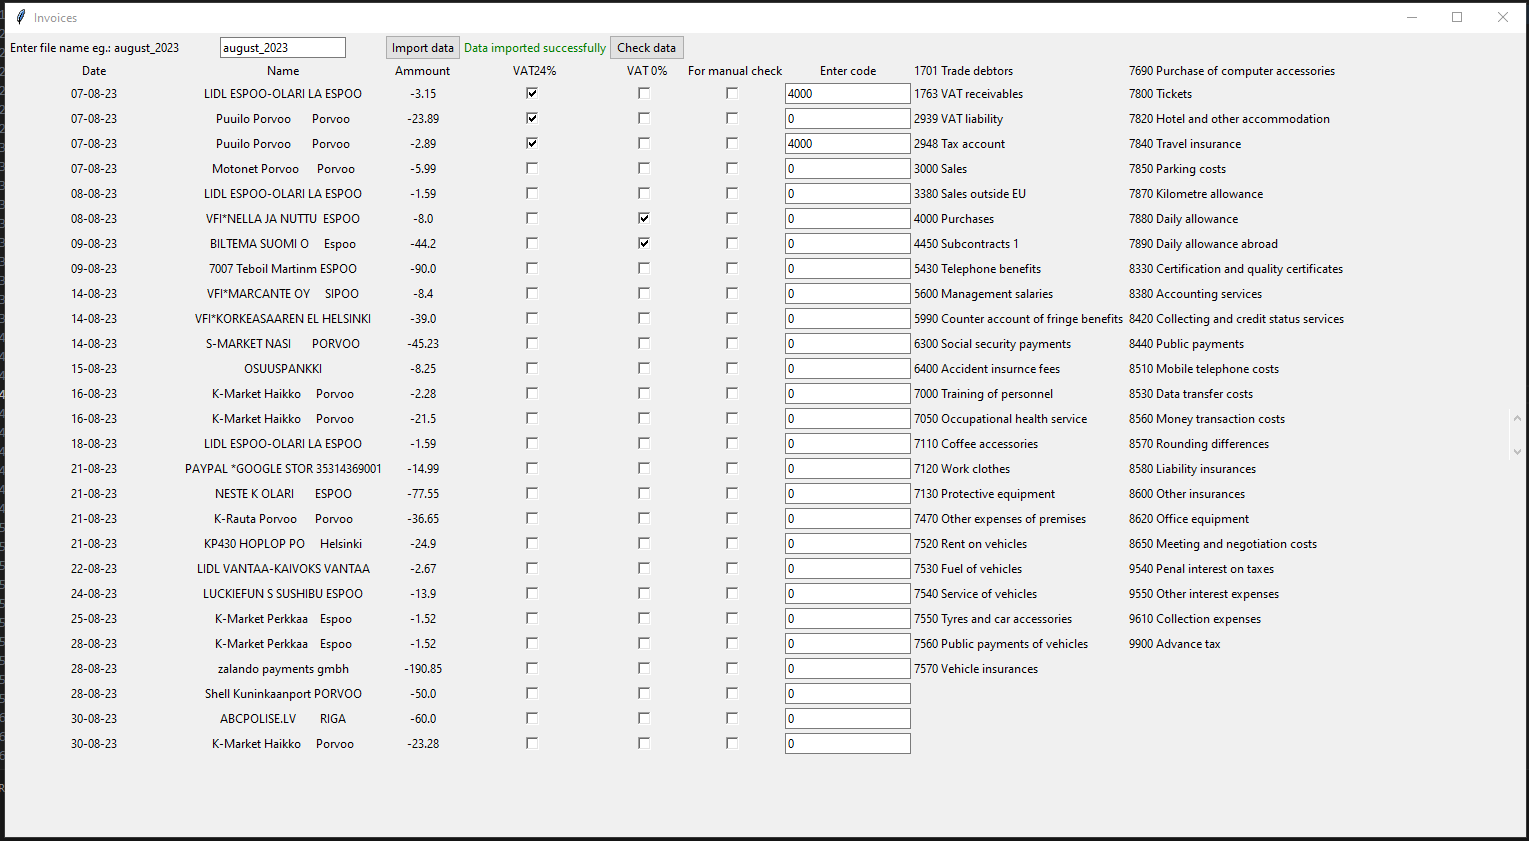 Invoices
Enter file name eg.: august_2023 august_2023 Import data Data imported successfully Check data
Date Name Ammount VAT24% VAT 0% For manual check Enter code 1701 Trade debtors 7690 Purchase of computer accessories
07-08-23 LIDL ESPOO-OLARI LA ESPOO -3.15 4000 1763 VAT receivables 7800 Tickets
07-08-23 Puuilo Porvoo Porvoo -23.89 0 2939 VAT liability 7820 Hotel and other accommodation
07-08-23 Puuilo Porvoo Porvoo -2.89 4000 2948 Tax account 7840 Travel insurance
07-08-23 Motonet Porvoo Porvoo -5.99 0 3000 Sales 7850 Parking costs
08-08-23 LIDL ESPOO-OLARI LA ESPOO -1.59 0 3380 Sales outside EU 7870 Kilometre allowance
08-08-23 VFI*NELLA JA NUTTU ESPOO -8.0 0 4000 Purchases 7880 Daily allowance
09-08-23 BILTEMA SUOMI O Espoo -44.2 0 4450 Subcontracts 1 7890 Daily allowance abroad
09-08-23 7007 Teboil Martinm ESPOO -90.0 0 5430 Telephone benefits 8330 Certification and quality certificates
14-08-23 VFI*MARCANTE OY SIPOO -8.4 0 5600 Management salaries 8380 Accounting services
14-08-23 VFI*KORKEASAAREN EL HELSINKI -39.0 0 5990 Counter account of fringe benefits 8420 Collecting and credit status services
14-08-23 S-MARKET NASI PORVOO -45.23 0 6300 Social security payments 8440 Public payments
15-08-23 OSUUSPANKKI -8.25 0 6400 Accident insurnce fees 8510 Mobile telephone costs
16-08-23 K-Market Haikko Porvoo -2.28 0 7000 Training of personnel 8530 Data transfer costs
16-08-23 K-Market Haikko Porvoo -21.5 0 7050 Occupational health service 8560 Money transaction costs
18-08-23 LIDL ESPOO-OLARI LA ESPOO -1.59 0 7110 Coffee accessories 8570 Rounding differences
21-08-23 PAYPAL *GOOGLE STOR 35314369001 -14.99 0 7120 Work clothes 8580 Liability insurances
21-08-23 NESTE K OLARI ESPOO -77.55 0 7130 Protective equipment 8600 Other insurances
21-08-23 K-Rauta Porvoo Porvoo -36.65 0 7470 Other expenses of premises 8620 Office equipment
21-08-23 KP430 HOPLOP PO Helsinki -24.9 0 7520 Rent on vehicles 8650 Meeting and negotiation costs
22-08-23 LIDL VANTAA-KAIVOKS VANTAA -2.67 0 7530 Fuel of vehicles 9540 Penal interest on taxes
24-08-23 LUCKIEFUN S SUSHIBU ESPOO -13.9 0 7540 Service of vehicles 9550 Other interest expenses
25-08-23 K-Market Perkkaa Espoo -1.52 0 7550 Tyres and car accessories 9610 Collection expenses
28-08-23 K-Market Perkkaa Espoo -1.52 0 7560 Public payments of vehicles 9900 Advance tax
28-08-23 zalando payments gmbh -190.85 0 7570 Vehicle insurances
28-08-23 Shell Kuninkaanport PORVOO -50.0 0
30-08-23 ABCPOLISE.LV RIGA -60.0 0
30-08-23 K-Market Haikko Porvoo -23.28 0